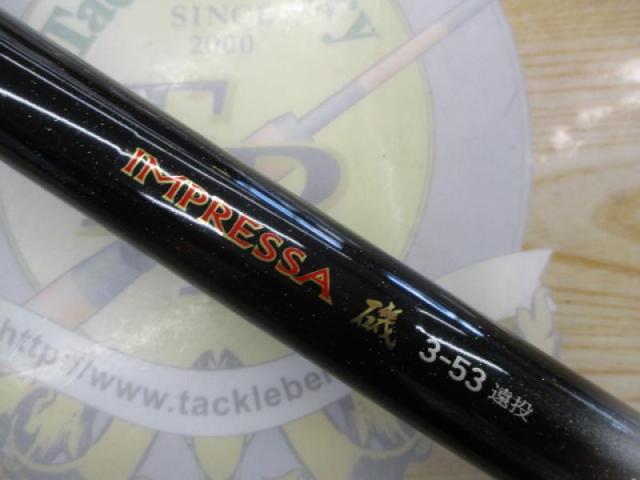 SINCE
2000
IMPRESSA 磯 3-53 遠投
http://www.tacklebe